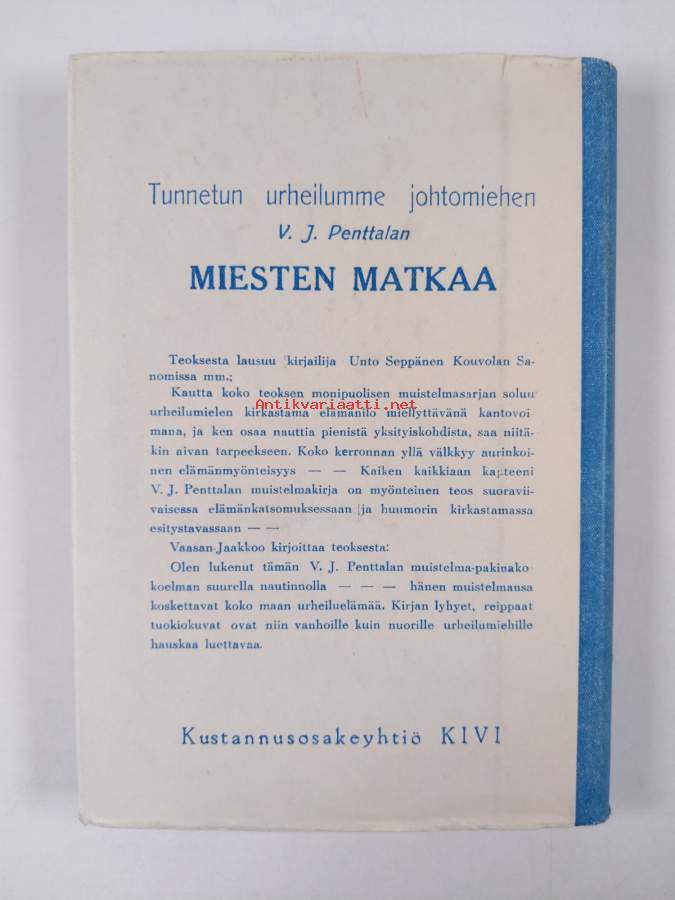 Tunnetun urheilumme johtomiehen
V. J. Penttalan
MIESTEN MATKAA
Teoksesta lausuu kirjailija Unto Seppänen Kouvolan Sa-
nomissa mm.;
Kautta koko teoksen monipuolisen muistelmasarjan soluu
Antikvariaatti.net
urheilumielen kirkastama elämänilo miellyttävänä kantovoi-
mana, ja ken osaa nauttia pienistä yksityiskohdista, saa niitä-
kin aivan tarpeekseen. Koko kerronnan yllä välkkyy aurinkoi-
nen elämänmyönteisyys — — Kaiken kaikkiaan kapteeni
V. J. Penttalan muistelmakirja on myönteinen teos suoravii-
vaisessa elämänkatsomuksessaan ja huumorin kirkastamassa
esitystavassaan — —
Vaasan-Jaakkoo kirjoittaa teoksesta:
Olen lukenut tämän V. J. Penttalan muistelma-pakinako
koelman suurella nautinnolla — — — hänen muistelmausa
koskettavat koko maan urheiluelämää. Kirjan lyhyet, reippaat
tuokiokuvat ovat niin vanhoille kuin nuorille urheilumiehille
hauskaa luettavaa.
Kustannusosakeyhtiö KIVI